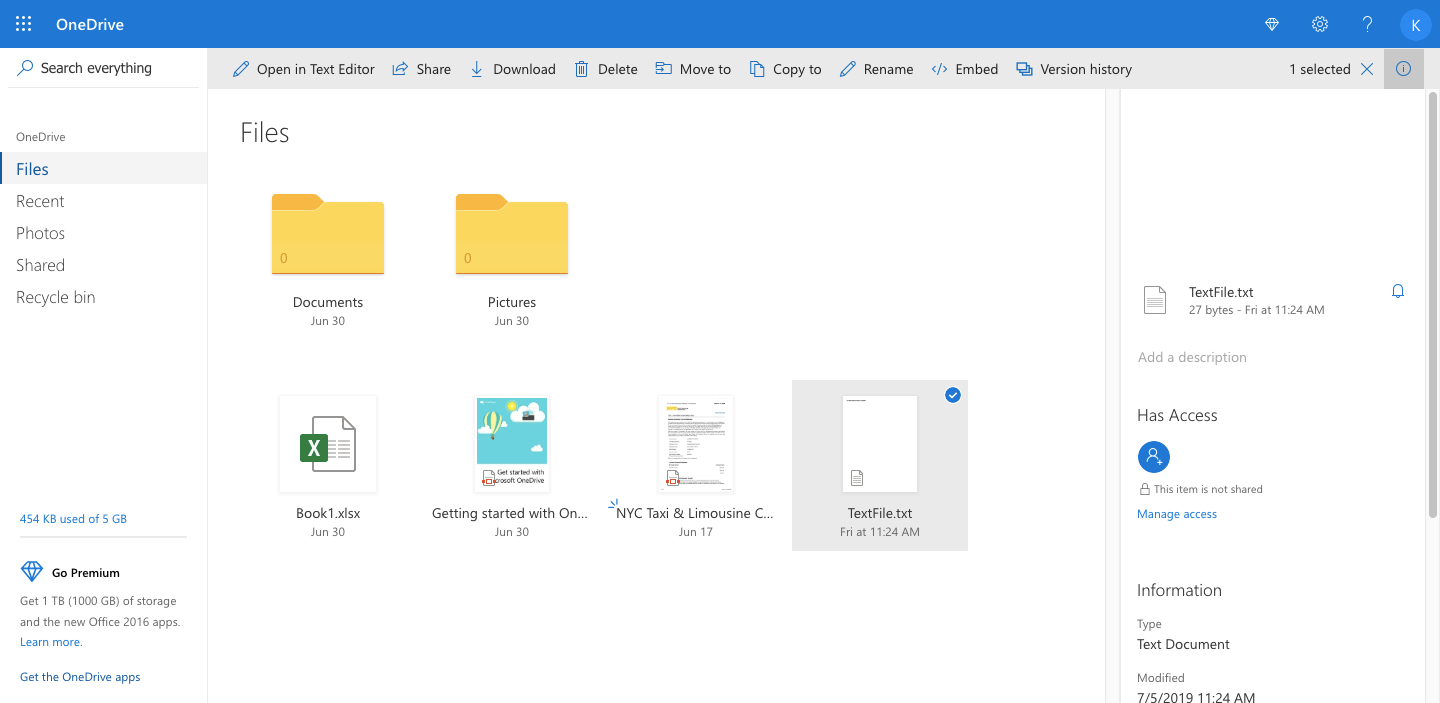 OneDrive
K
Search everything
Open in Text Editor
Share
Download
Delete
Move to
Copy to
Rename
Embed
Version history
1 selected
OneDrive
Files
Recent
Photos
Shared
Recycle bin
454 KB used of 5 GB
Go Premium
Get 1 TB (1000 GB) of storage
and the new Office 2016 apps.
Learn more.
Get the OneDrive apps
Files
0
Documents
Jun 30
0
Pictures
Jun 30
X
Book1.xlsx
Jun 30
Get started with
crosoft OneDrive
Getting started with On...
Jun 30
NYC Taxi & Limousine C...
Jun 17
TextFile.txt
Fri at 11:24 AM
TextFile.txt
27 bytes - Fri at 11:24 AM
Add a description
Has Access
This item is not shared
Manage access
Information
Type
Text Document
Modified
7/5/2019 11:24 AM